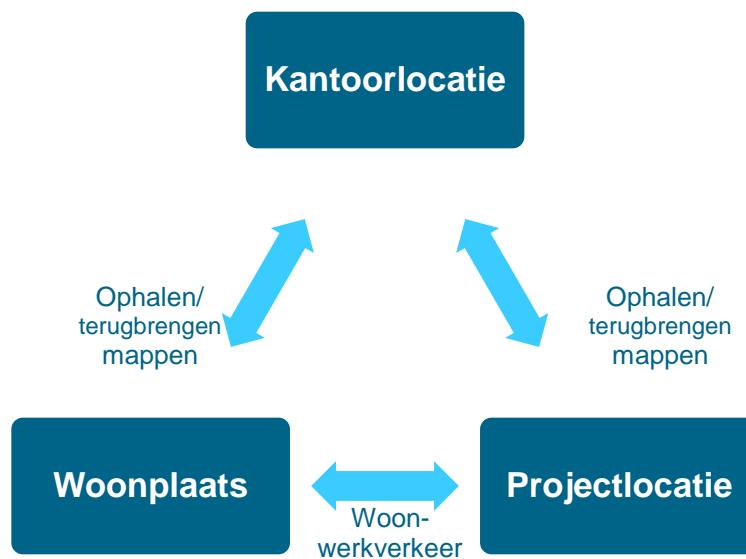 Kantoorlocatie
Ophalen/
terugbrengen
mappen
Ophalen/
terugbrengen
mappen
Woonplaats
Projectlocatie
Woon-
werkverkeer